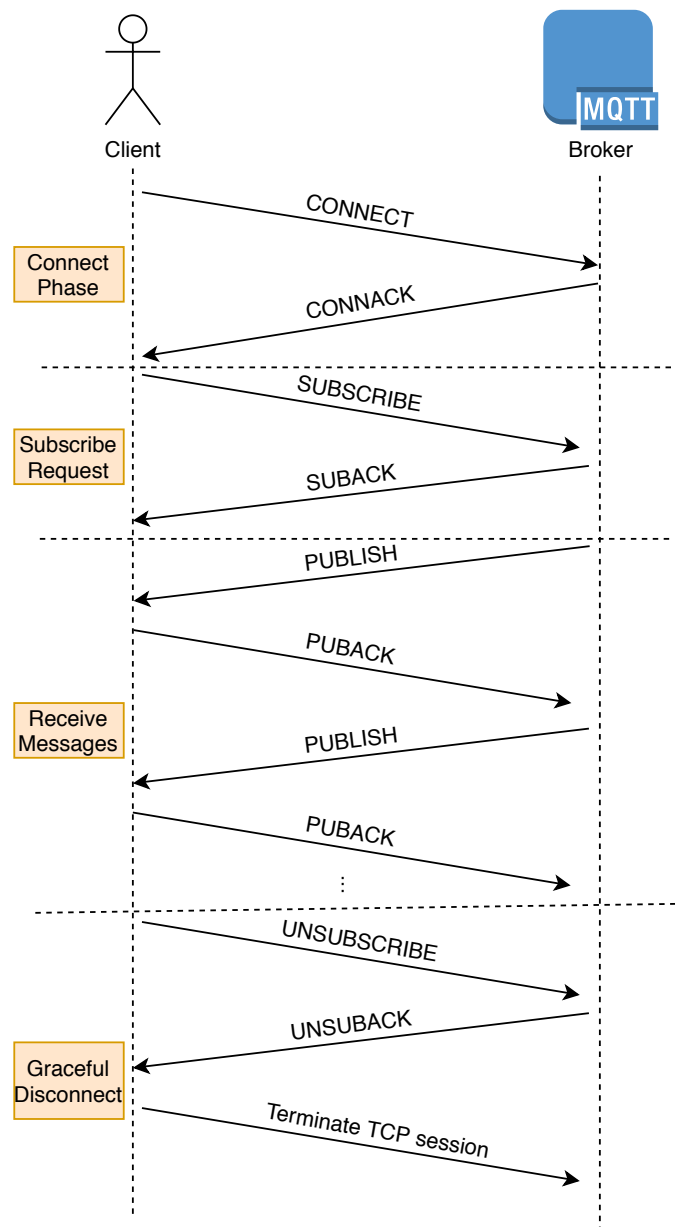 MQTT
Client
Broker
CONNECT
Connect
Phase
CONNACK
SUBSCRIBE
Subscribe
Request
SUBACK
PUBLISH
PUBACK
Receive
Messages
PUBLISH
PUBACK
...
UNSUBSCRIBE
UNSUBACK
Graceful
Disconnect
Terminate TCP session